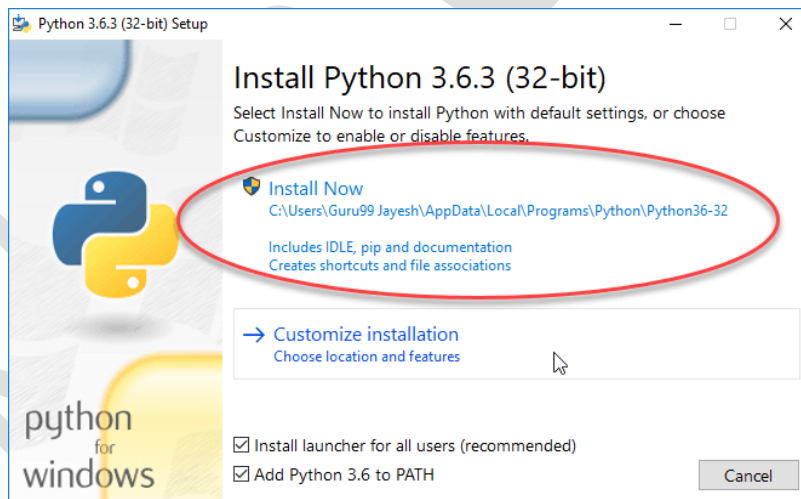 Python 3.6.3 (32-bit) Setup
Install Python 3.6.3 (32-bit)
Select Install Now to install Python with default settings, or choose
Customize to enable or disable features.
Install Now
C:\Users\Guru99 Jayesh\AppData\Local\Programs\Python\Python36-32
Includes IDLE, pip and documentation
Creates shortcuts and file associations
Customize installation
Choose location and features
python
for
windows
Install launcher for all users (recommended)
Add Python 3.6 to PATH
Cancel